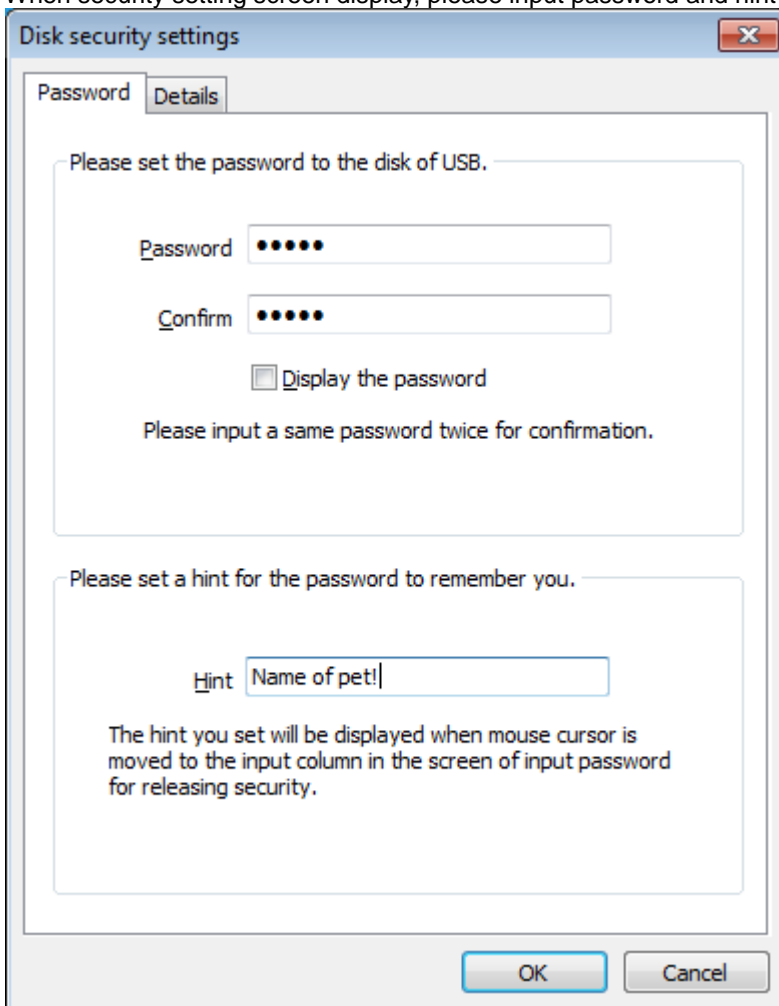 When security setting screen display, please input password and hint
Disk security settings
Password Details
Please set the password to the disk of USB.
Password •••••
Confirm •••••
Display the password
Please input a same password twice for confirmation.
Please set a hint for the password to remember you.
Hint Name of pet!
The hint you set will be displayed when mouse cursor is
moved to the input column in the screen of input password
for releasing security.
OK Cancel